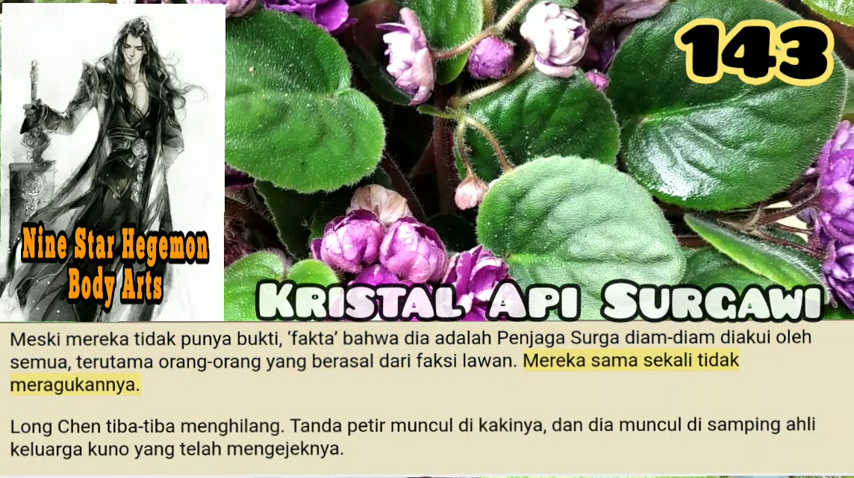 143
Nine Star Hegemon
Body Arts
Kristal Api Surgawi
Meski mereka tidak punya bukti, ‘fakta’ bahwa dia adalah Penjaga Surga diam-diam diakui oleh
semua, terutama orang-orang yang berasal dari faksi lawan. Mereka sama sekali tidak
meragukannya.
Long Chen tiba-tiba menghilang. Tanda petir muncul di kakinya, dan dia muncul di samping ahli
keluarga kuno yang telah mengejeknya.